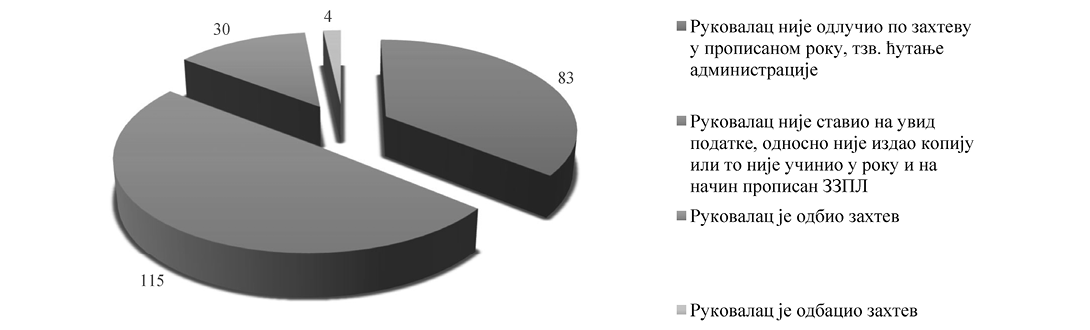 4
30
83
115
Руковалац није одлучио по захтеву
у прописаном року, тзв. ћутање
администрације
Руковалац није ставио на увид
податке, односно није издао копију
или то није учинио у року и на
начин прописан ЗЗПЛ
Руковалац је одбио захтев
Руковалац је одбацио захтев